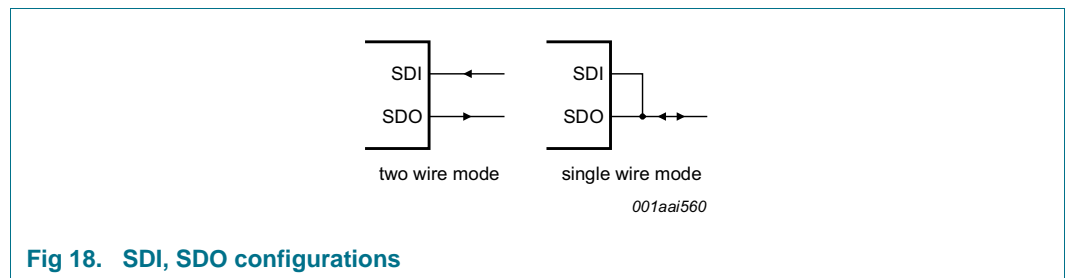 SDI
SDO
two wire mode
SDI
SDO
single wire mode
001aai560
Fig 18. SDI, SDO configurations